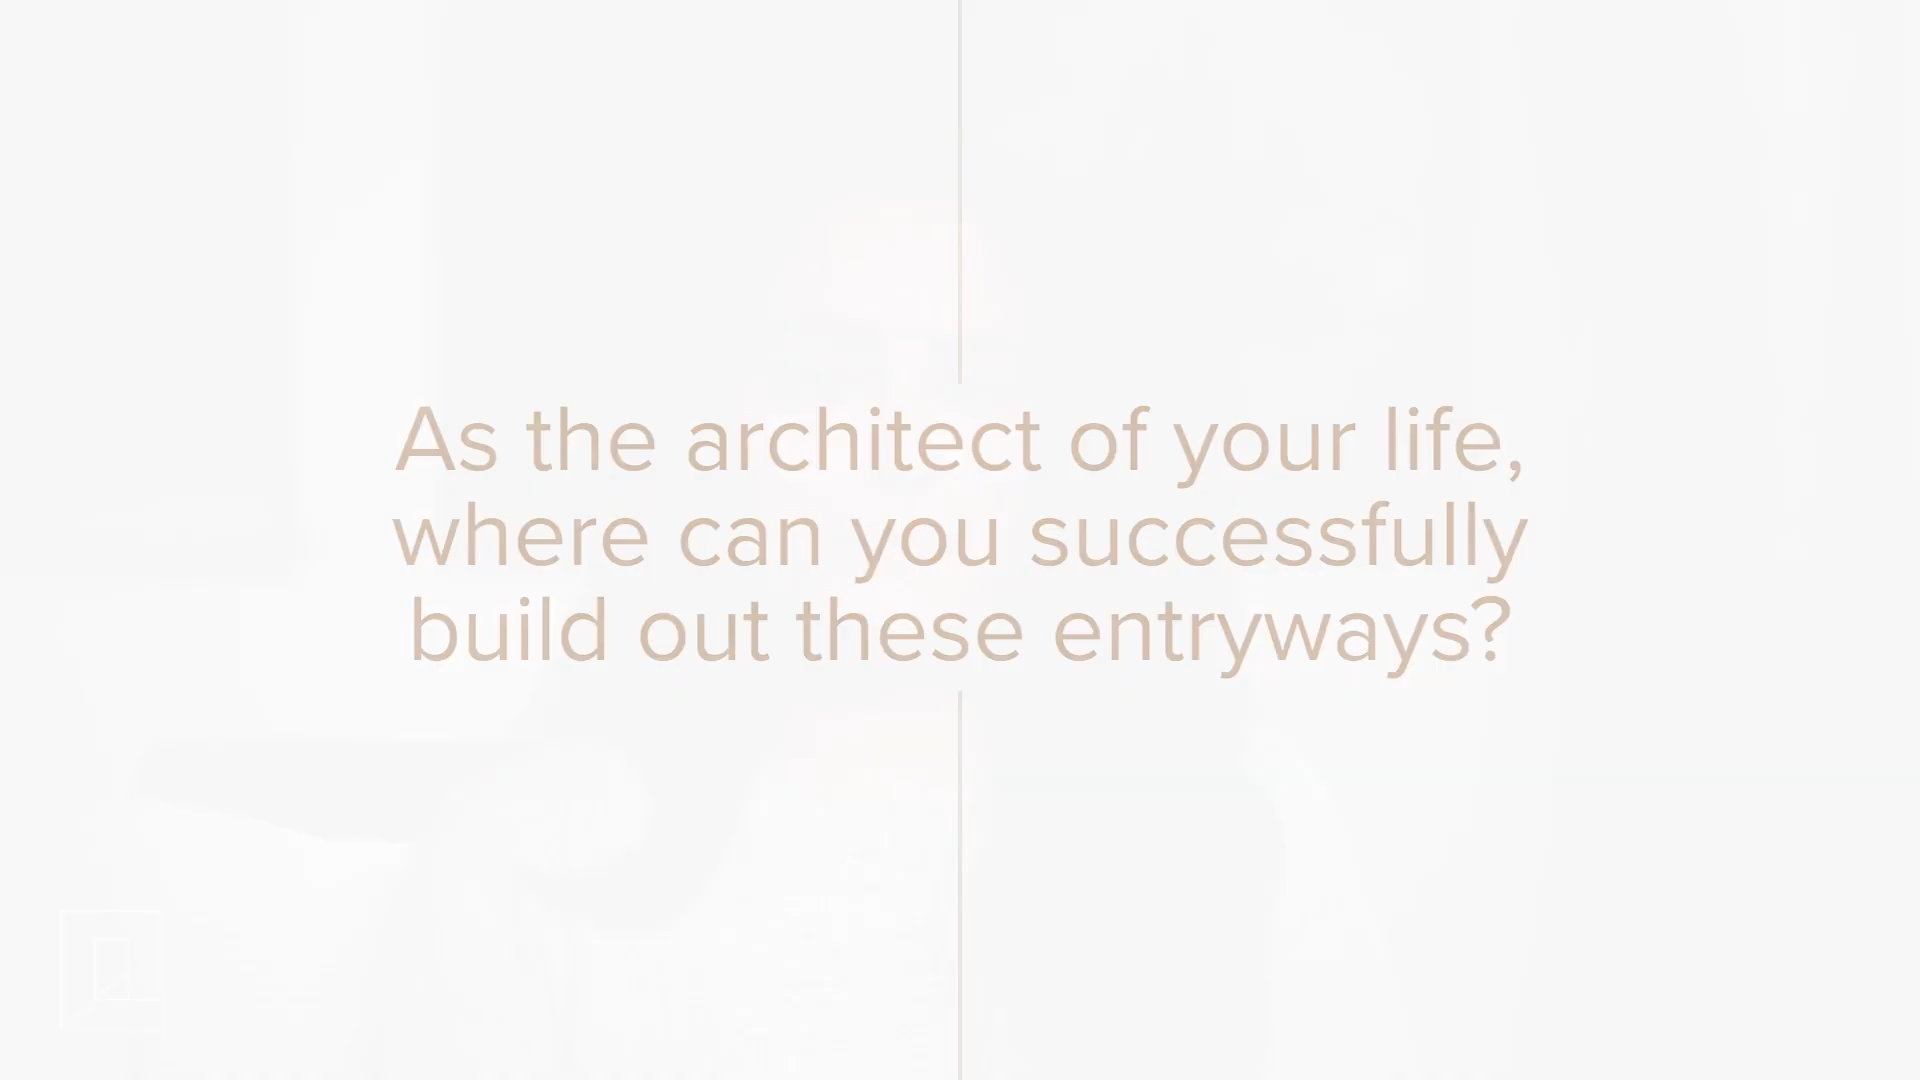 As the architect of your life,
where can you successfully
build out these entryways?